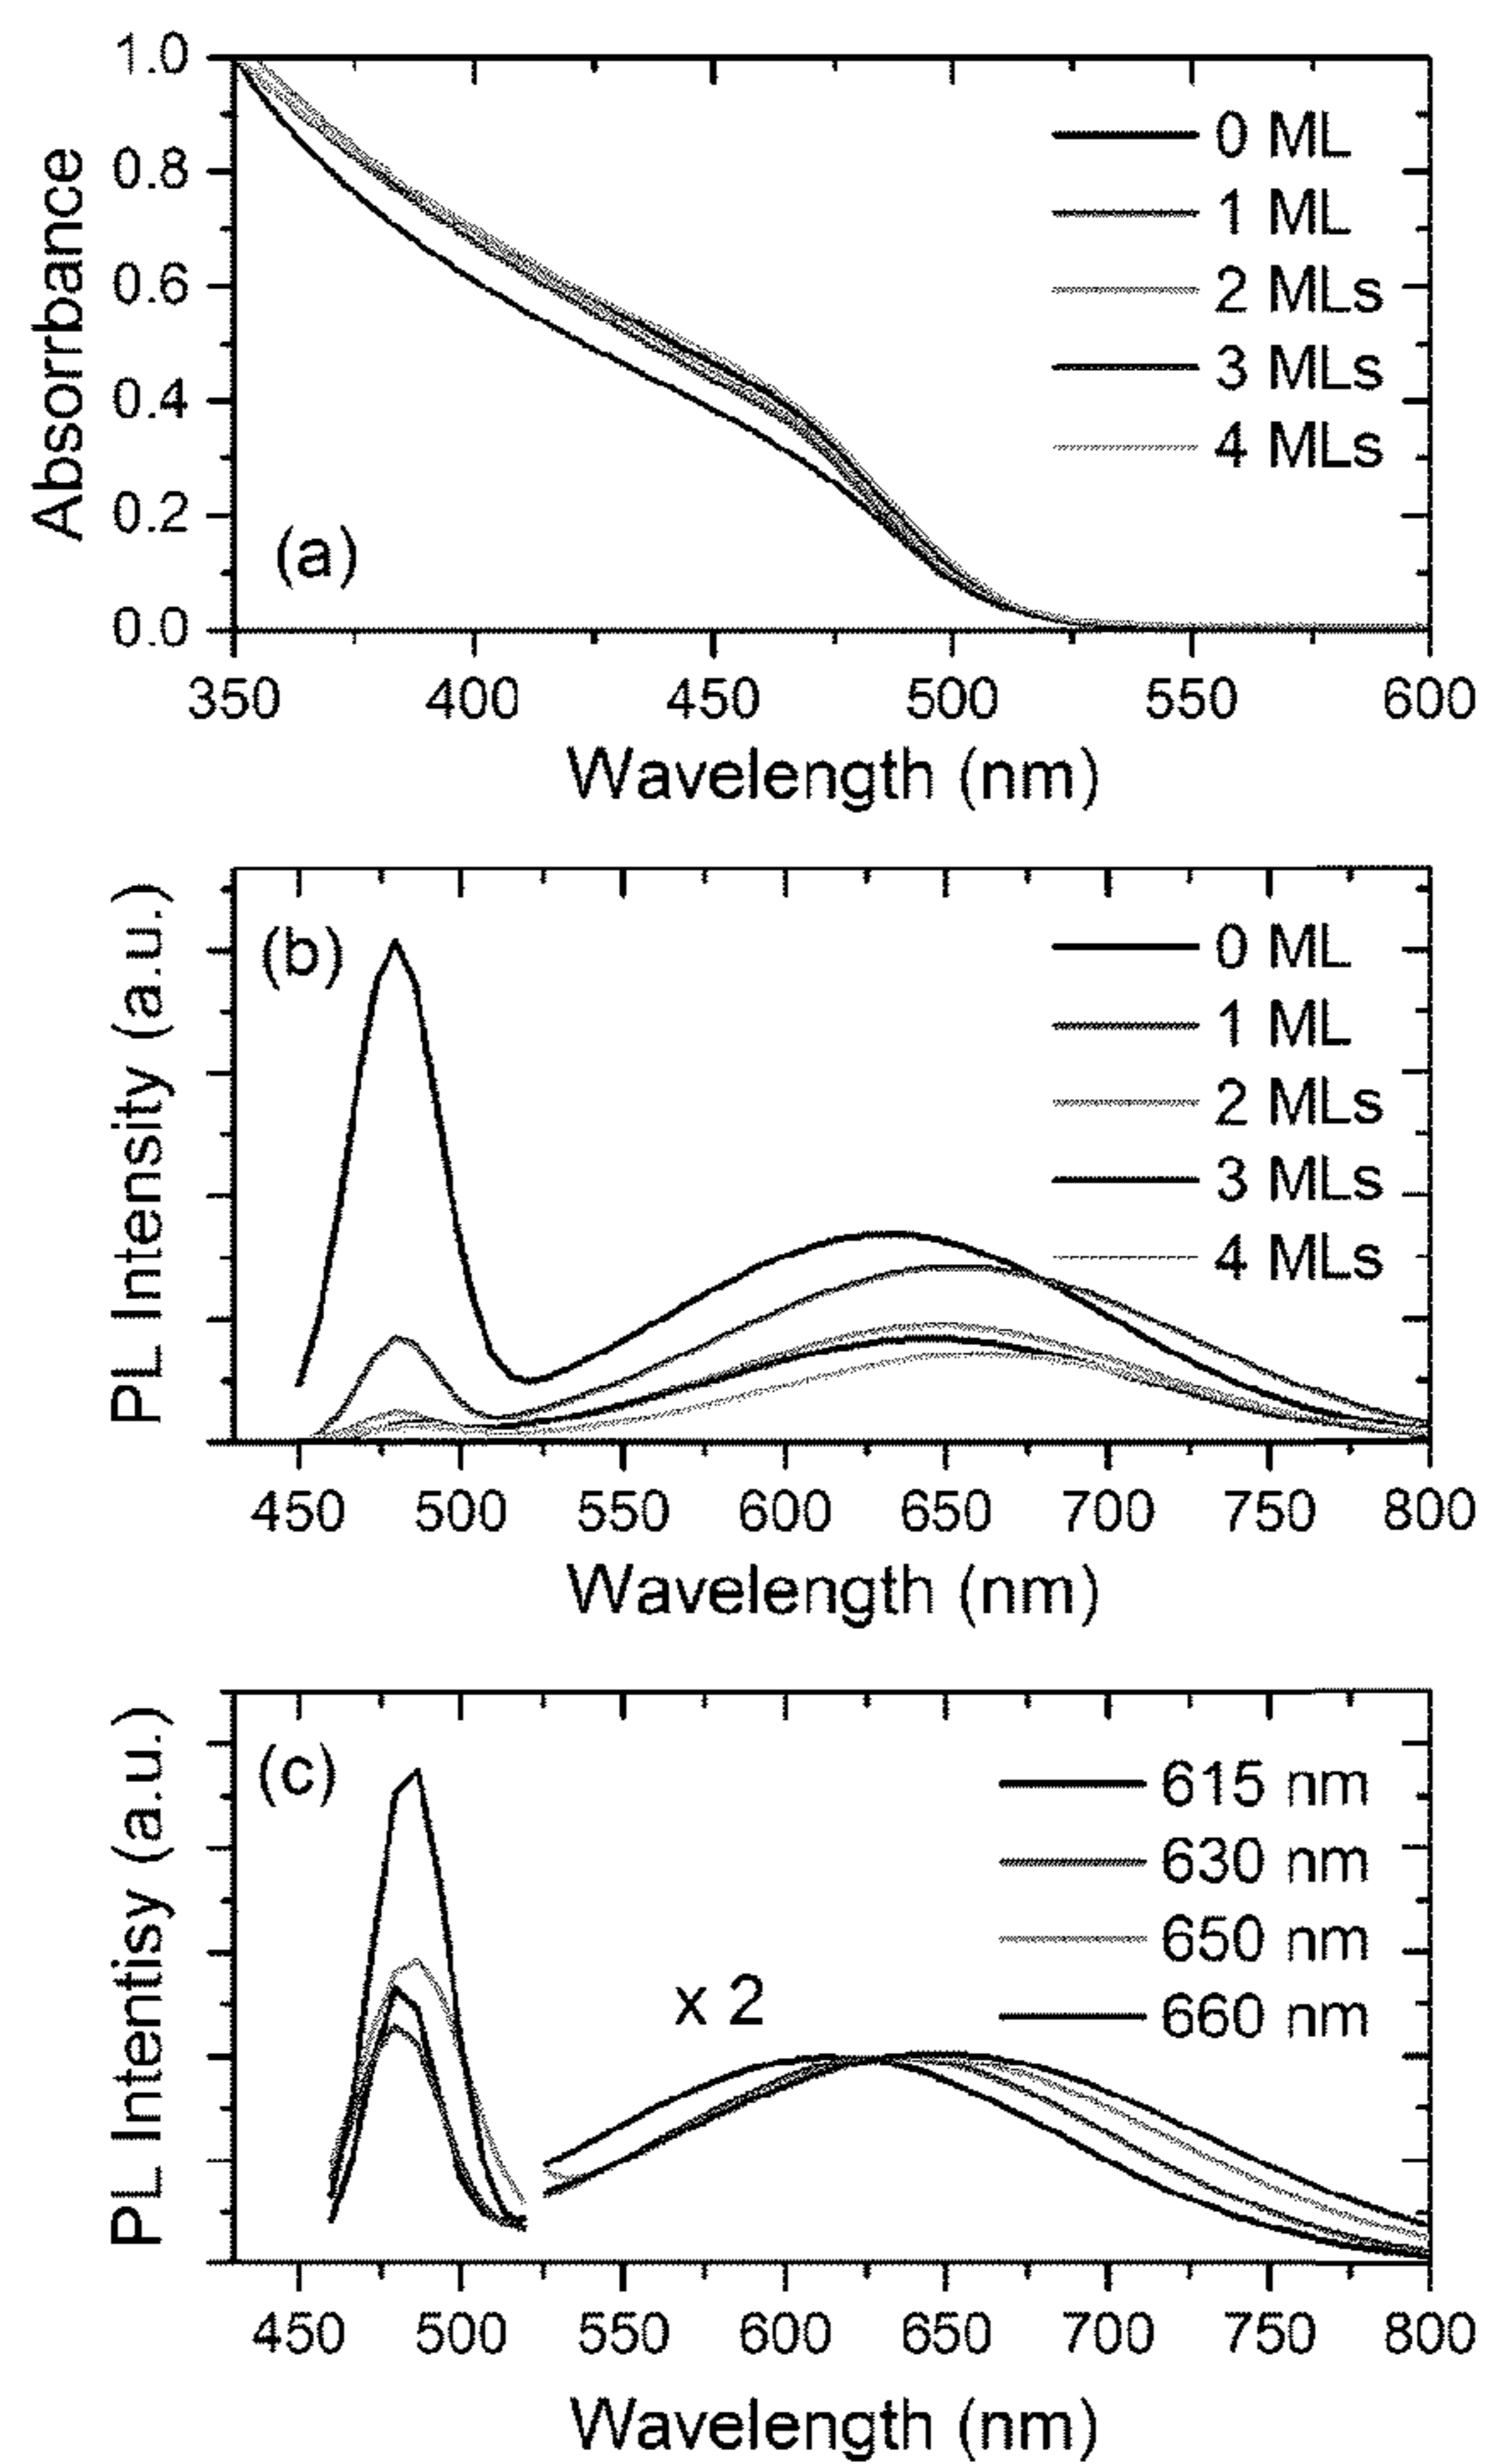 1.0
0.8
0.6
0.4
0.2
0.0
Absorrbance
(a)
0 ML
1 ML
2 MLs
3 MLs
4 MLs
350 400 450 500 550 600
Wavelength (nm)
PL Intensity (a.u.)
(b)
0 ML
1 ML
2 MLs
3 MLs
4 MLs
450 500 550 600 650 700 750 800
Wavelength (nm)
PL Intentisy (a.u.)
(c)
615 nm
630 nm
650 nm
660 nm
x 2
450 500 550 600 650 700 750 800
Wavelength (nm)